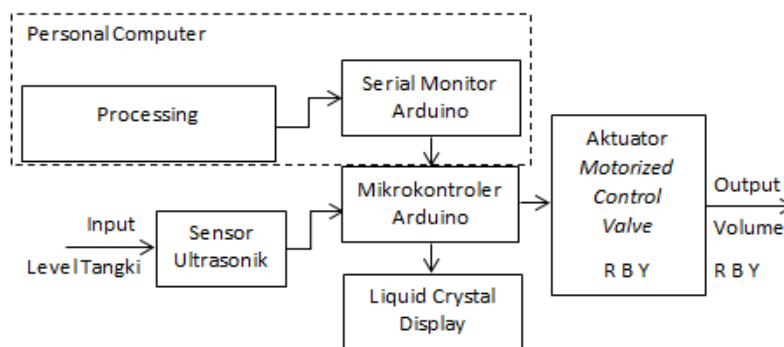 Personal Computer
Processing
Serial Monitor
Arduino
Mikrokontroler
Arduino
Input
Level Tangki
Sensor
Ultrasonik
Liquid Crystal
Display
Aktuator
Motorized
Control
Valve
R B Y
Output
Volume
R B Y